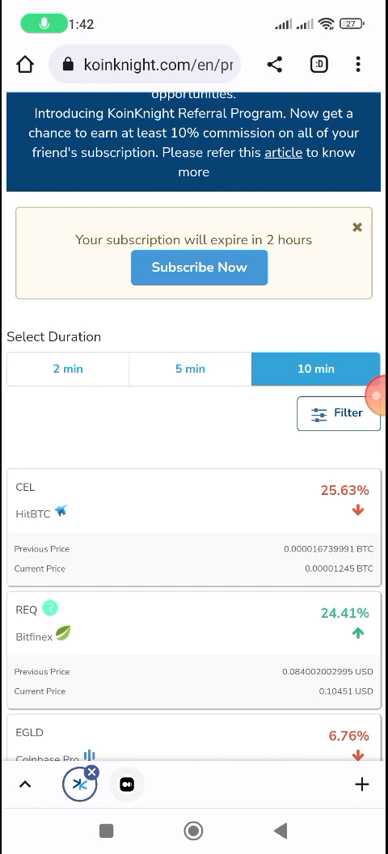 1:42
27
koinknight.com/en/pr
:D
opportunities.
Introducing KoinKnight Referral Program. Now get a
chance to earn at least 10% commission on all of your
friend's subscription. Please refer this article to know
more
Your subscription will expire in 2 hours
Subscribe Now
Select Duration
2 min 5 min 10 min
Filter
CEL 25.63%
HitBTC
Previous Price 0.000016739991 BTC
Current Price 0.00001245 BTC
REQ 24.41%
Bitfinex
Previous Price 0.084002002995 USD
Current Price 0.10451 USD
EGLD 6.76%
Coinbase Pro